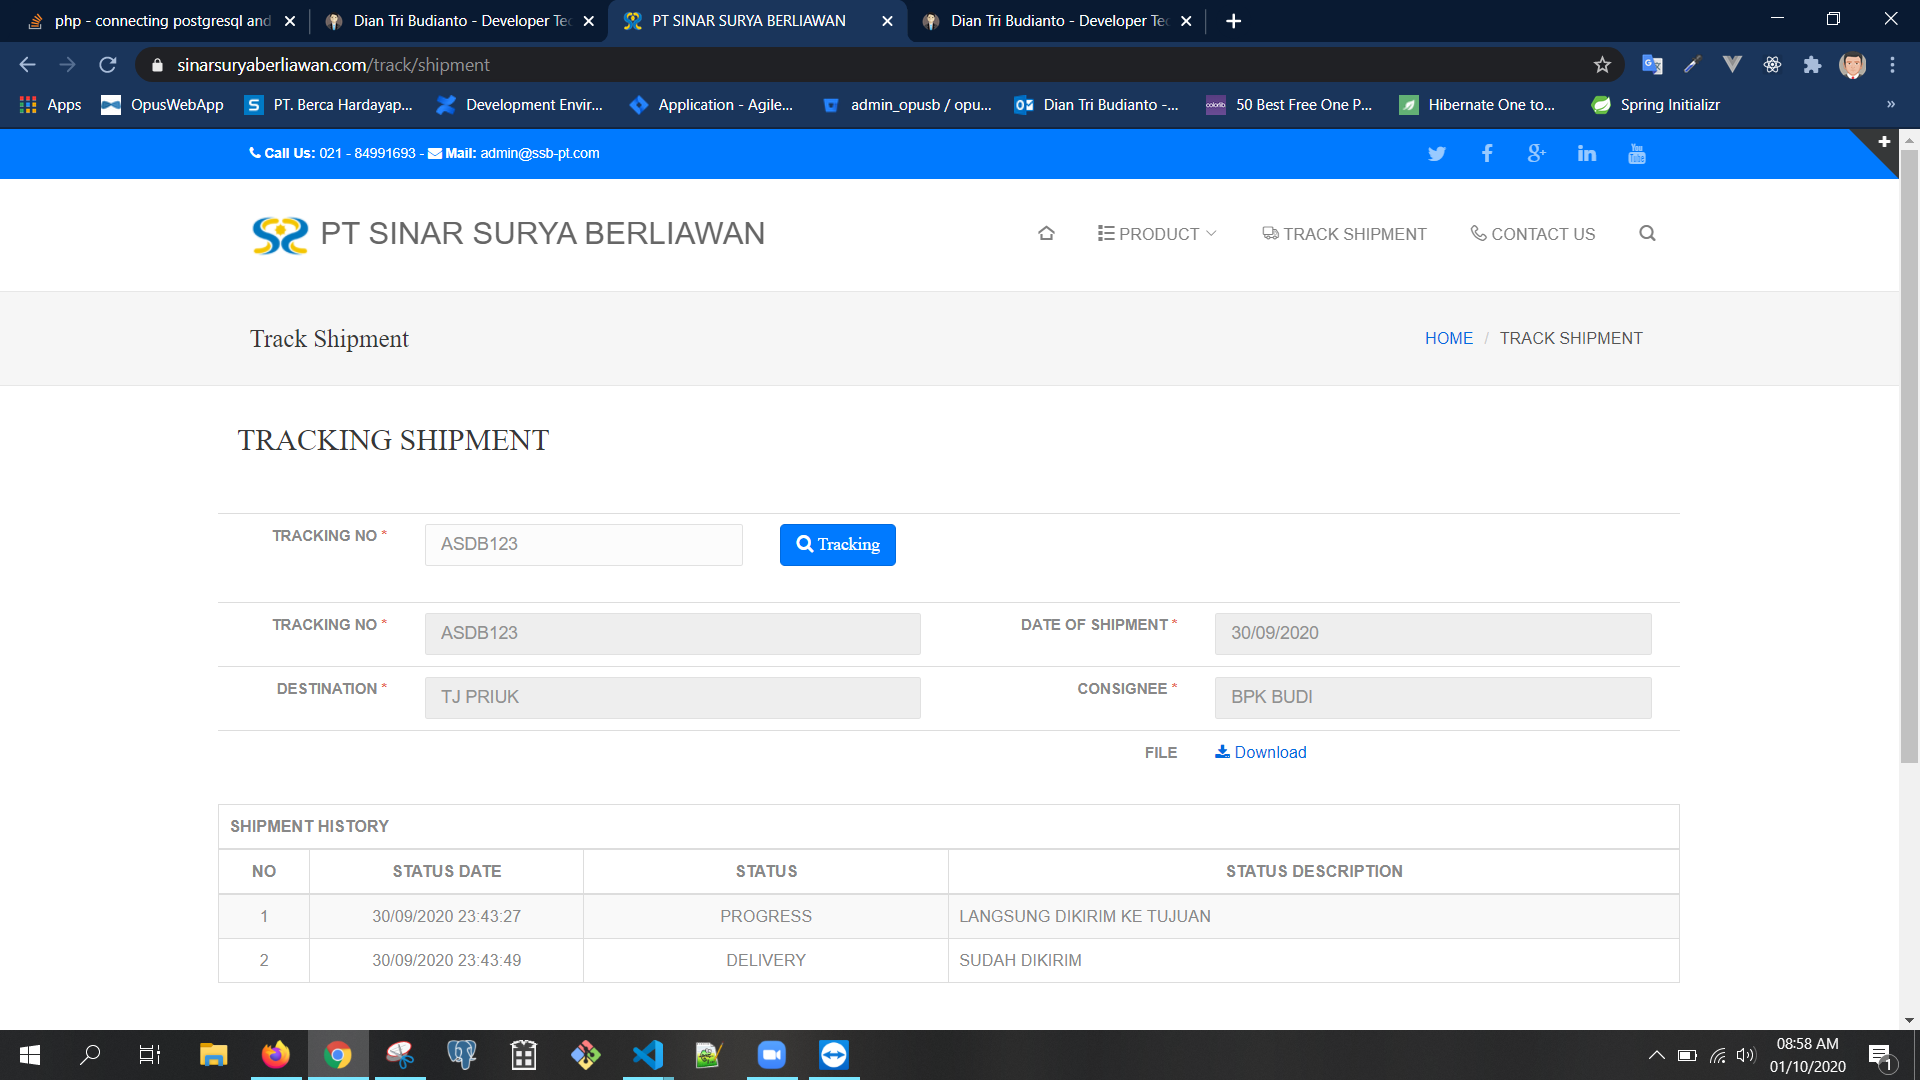 php - connecting postgresql and
Dian Tri Budianto - Developer Tec
PT SINAR SURYA BERLIAWAN
Dian Tri Budianto - Developer Tec
sinarsuryaberliawan.com/track/shipment
Apps
OpusWebApp
PT. Berca Hardayap...
Development Envir...
Application - Agile...
admin_opusb / opu...
Dian Tri Budianto -...
50 Best Free One P...
Hibernate One to...
Spring Initializr
»
Call Us: 021 - 84991693 - Mail: admin@ssb-pt.com
PT SINAR SURYA BERLIAWAN
PRODUCT
TRACK SHIPMENT
CONTACT US
Track Shipment
HOME / TRACK SHIPMENT
TRACKING SHIPMENT
TRACKING NO * ASDB123 Tracking
TRACKING NO * ASDB123 DATE OF SHIPMENT * 30/09/2020
DESTINATION * TJ PRIUK CONSIGNEE * BPK BUDI
FILE Download
SHIPMENT HISTORY
NO STATUS DATE STATUS STATUS DESCRIPTION
1 30/09/2020 23:43:27 PROGRESS LANGSUNG DIKIRIM KE TUJUAN
2 30/09/2020 23:43:49 DELIVERY SUDAH DIKIRIM
08:58 AM
01/10/2020
1